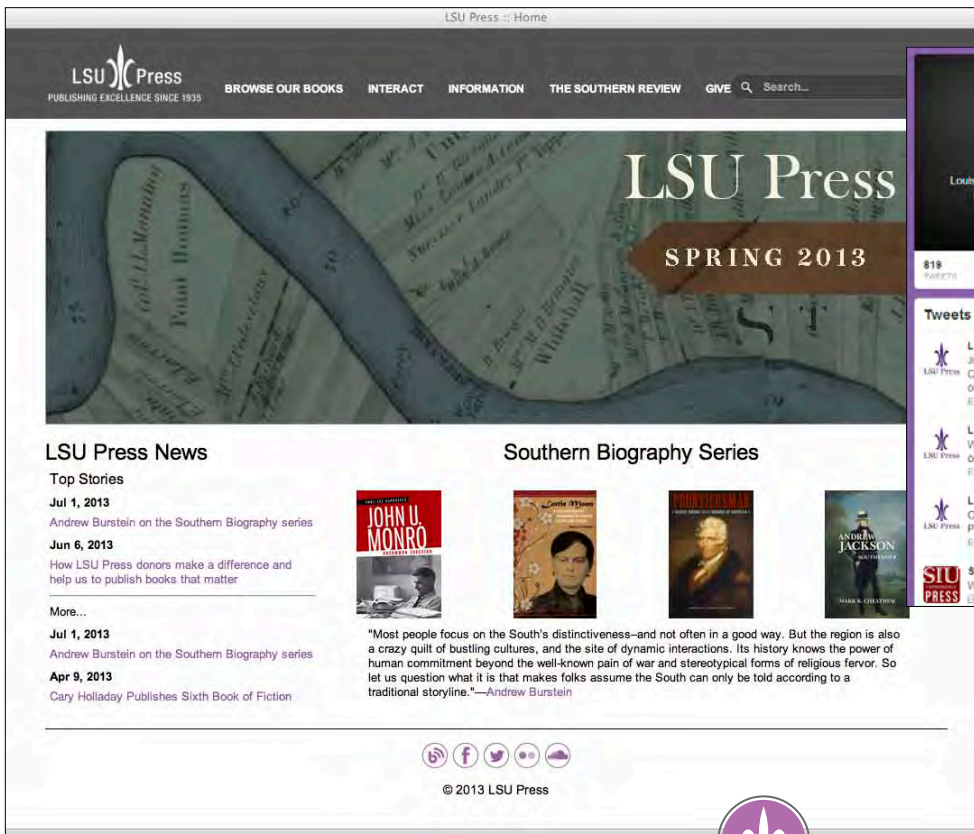 LSU Press :: Home
LSU Press
PUBLISHING EXCELLENCE SINCE 1935
BROWSE OUR BOOKS INTERACT INFORMATION THE SOUTHERN REVIEW GIVE Search...
LSU Press
SPRING 2013
Point Houmas
Whitehall
819
TWEETS
Tweets
LSU Press
LSU Press
LSU Press
SIU
PRESS
LSU Press News
Top Stories
Jul 1, 2013
Andrew Burstein on the Southern Biography series
Jun 6, 2013
How LSU Press donors make a difference and
help us to publish books that matter
More...
Jul 1, 2013
Andrew Burstein on the Southern Biography series
Apr 9, 2013
Cary Holladay Publishes Sixth Book of Fiction
Southern Biography Series
JOHN U.
MONRO
UNCOMMON EDUCATOR
Lottie Moon
FRONTIERSMAN
ANDREW
JACKSON
SOUTHERNER
MARK R. CHEATHEM
"Most people focus on the South's distinctiveness–and not often in a good way. But the region is also
a crazy quilt of bustling cultures, and the site of dynamic interactions. Its history knows the power of
human commitment beyond the well-known pain of war and stereotypical forms of religious fervor. So
let us question what it is that makes folks assume the South can only be told according to a
traditional storyline."—Andrew Burstein
© 2013 LSU Press